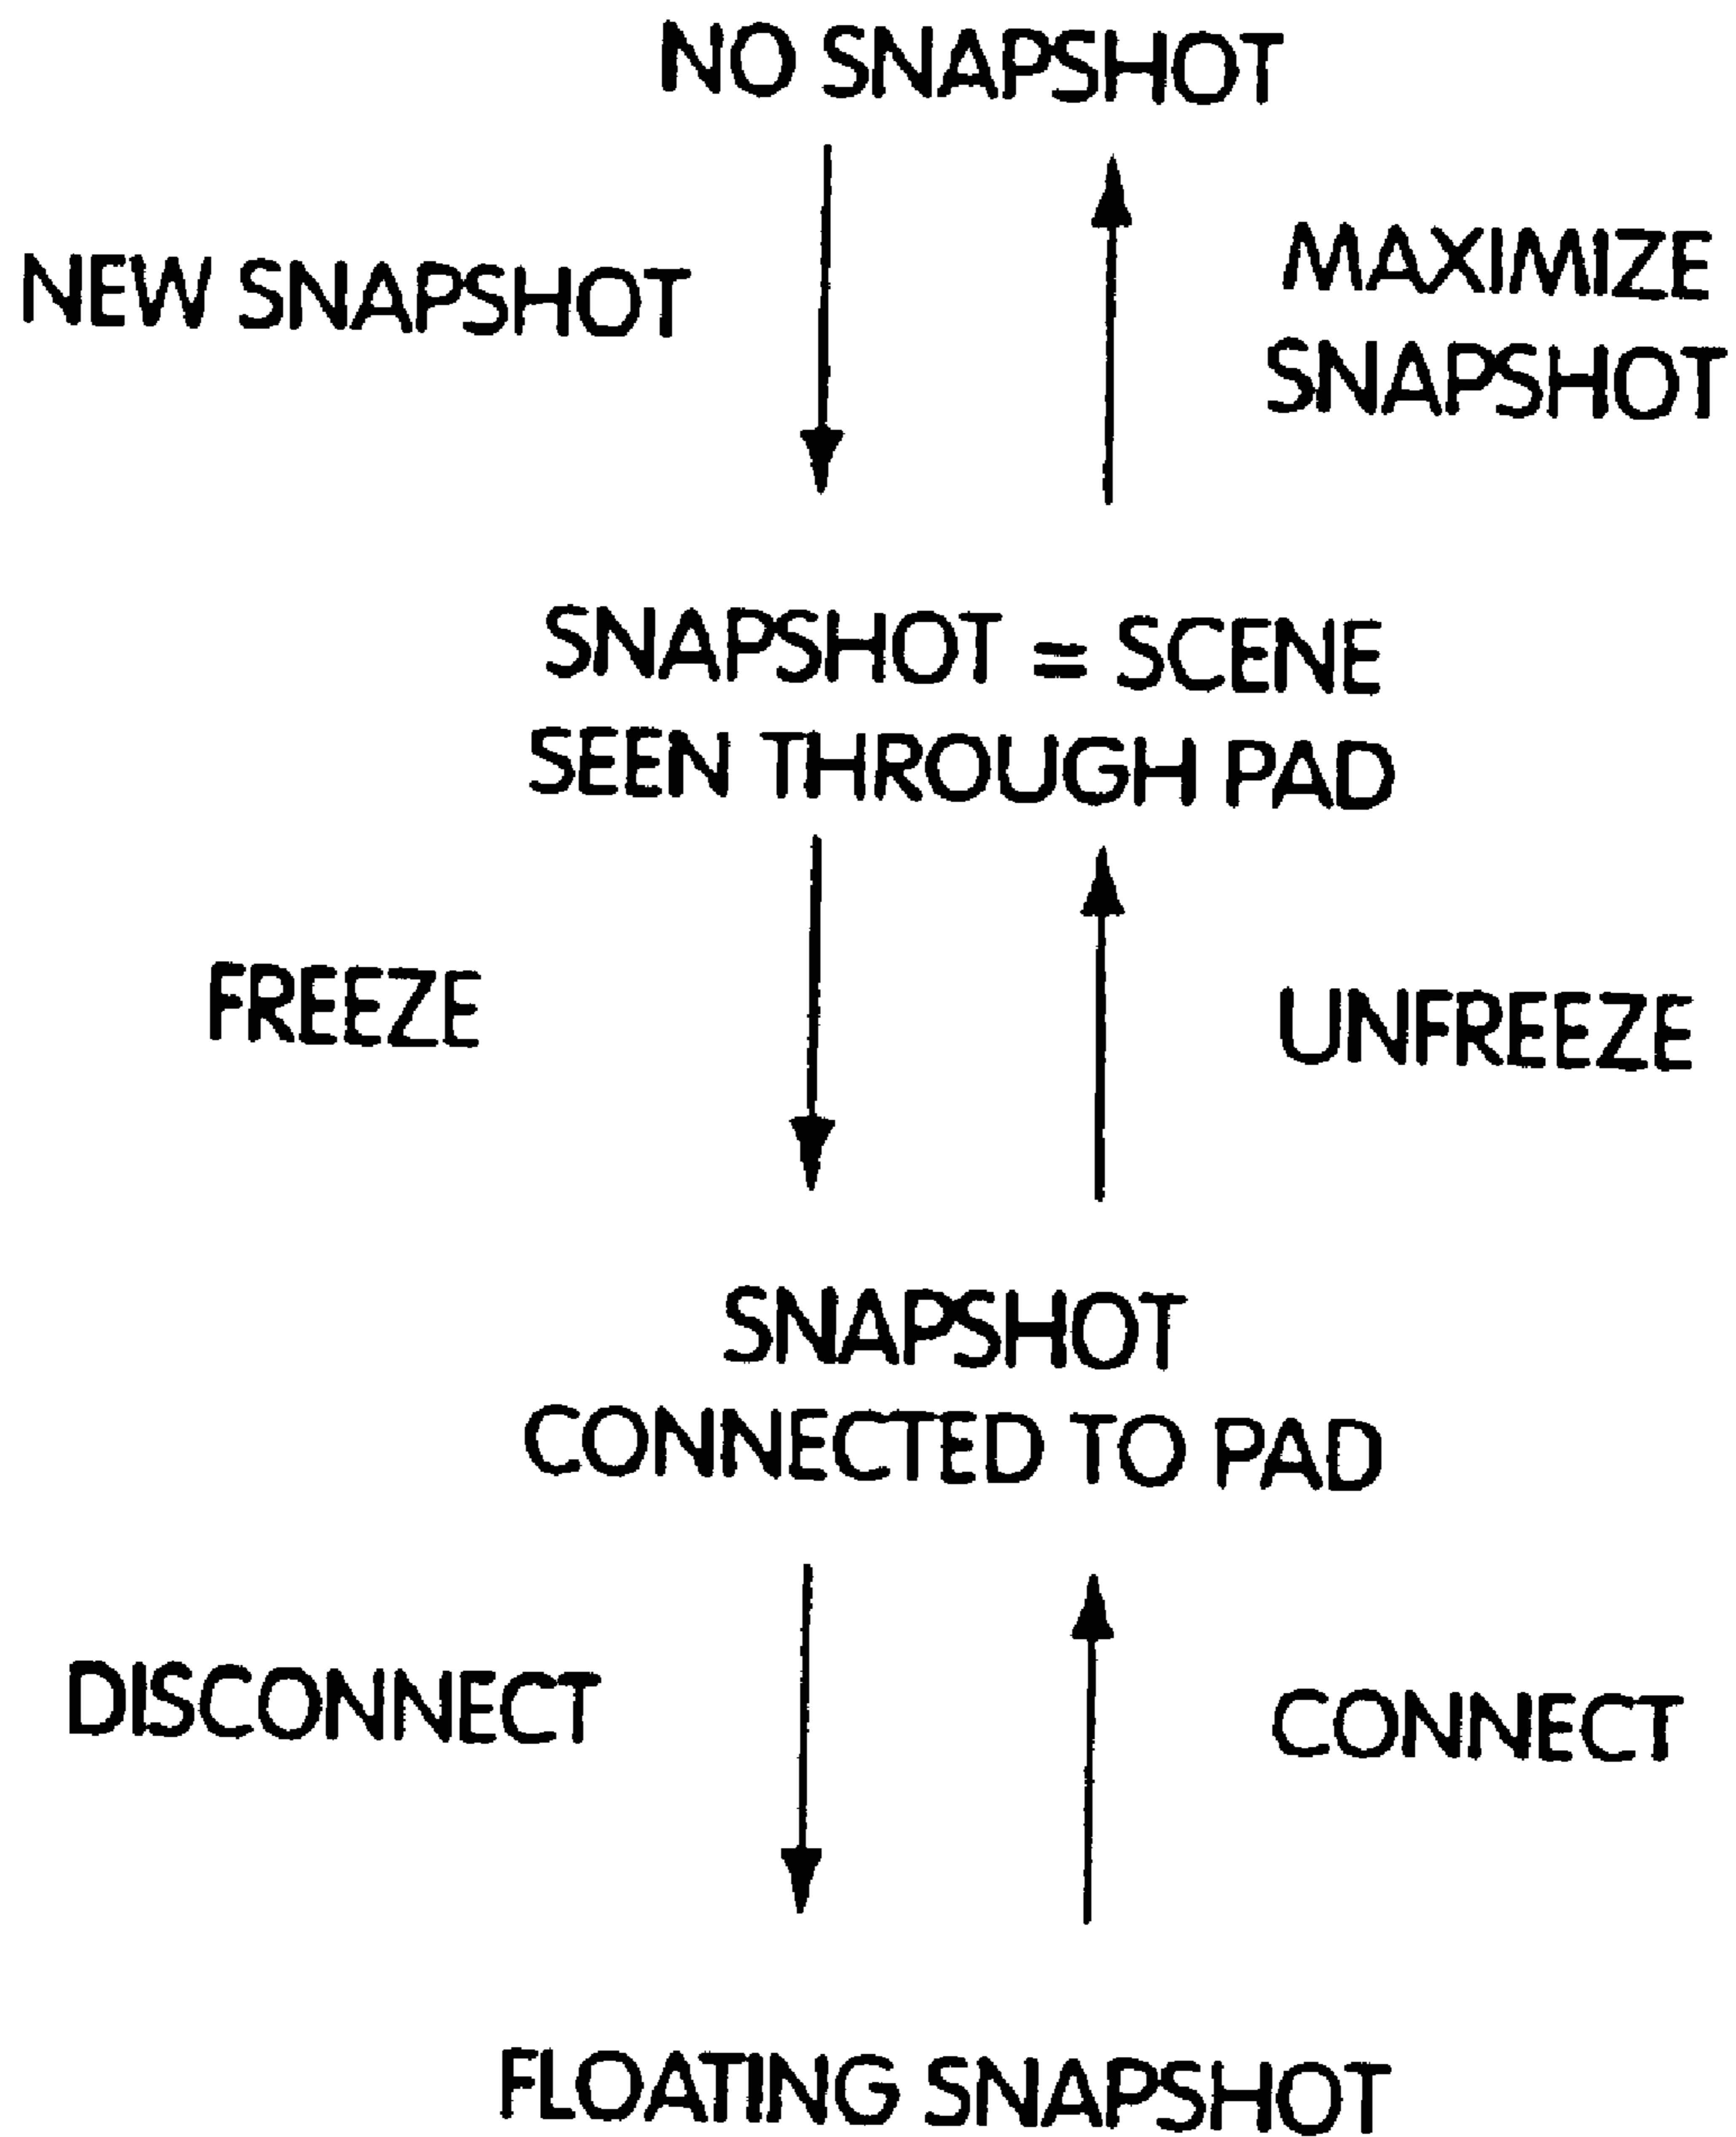 NO SNAPSHOT
NEW SNAPSHOT
MAXIMIZE
SNAPSHOT
SNAPSHOT = SCENE
SEEN THROUGH PAD
FREEZE
UNFREEZE
SNAPSHOT
CONNECTED TO PAD
DISCONNECT
CONNECT
FLOATING SNAPSHOT